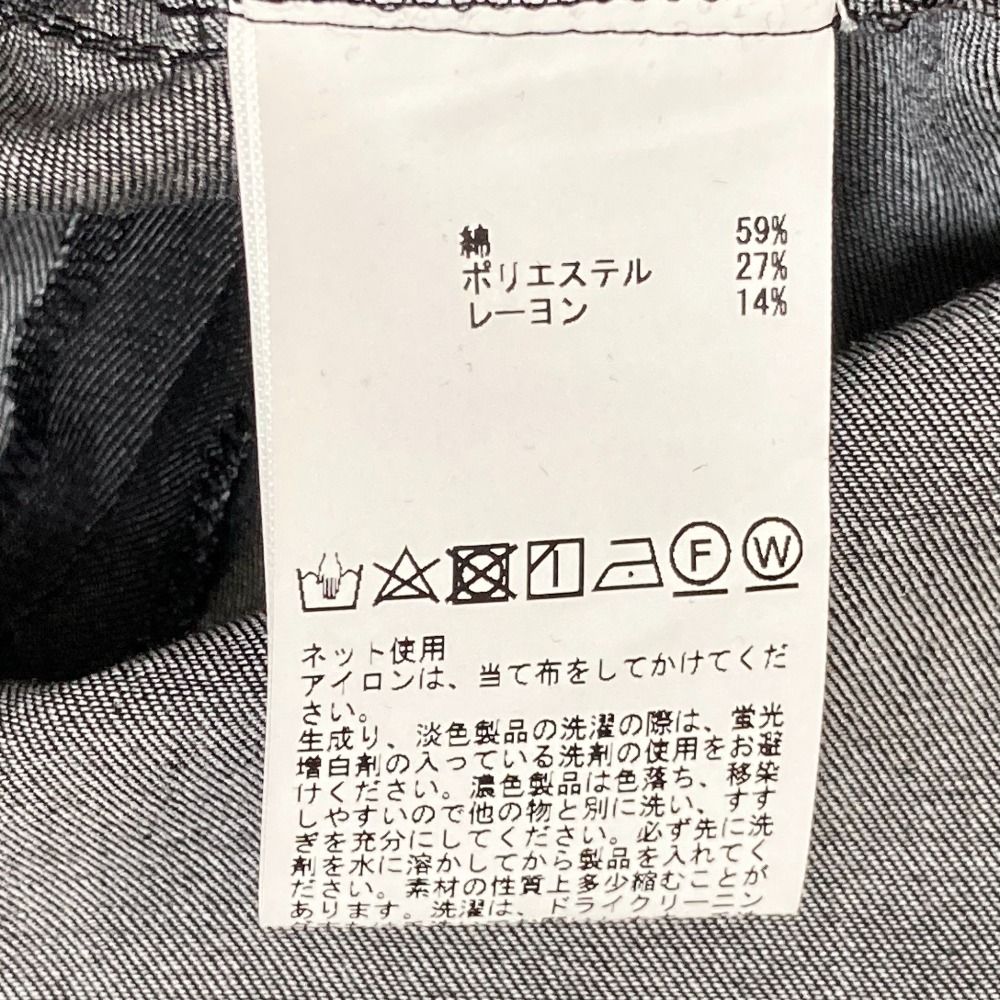 綿 59%
ポリエステル 27%
レーヨン 14%
F W
ネット使用
アイロンは、当て布をしてかけてくだ
さい。
生成り、淡色製品の洗濯の際は、蛍光
増白剤の入っている洗剤の使用をお避
けください。濃色製品は色落ち、移染
しやすいので他の物と別に洗い、すす
ぎを充分にしてください。必ず先に洗
剤を水に溶かしてから製品を入れてく
ださい。素材の性質上多少縮むことが
あります。洗濯は、ドライクリーニン